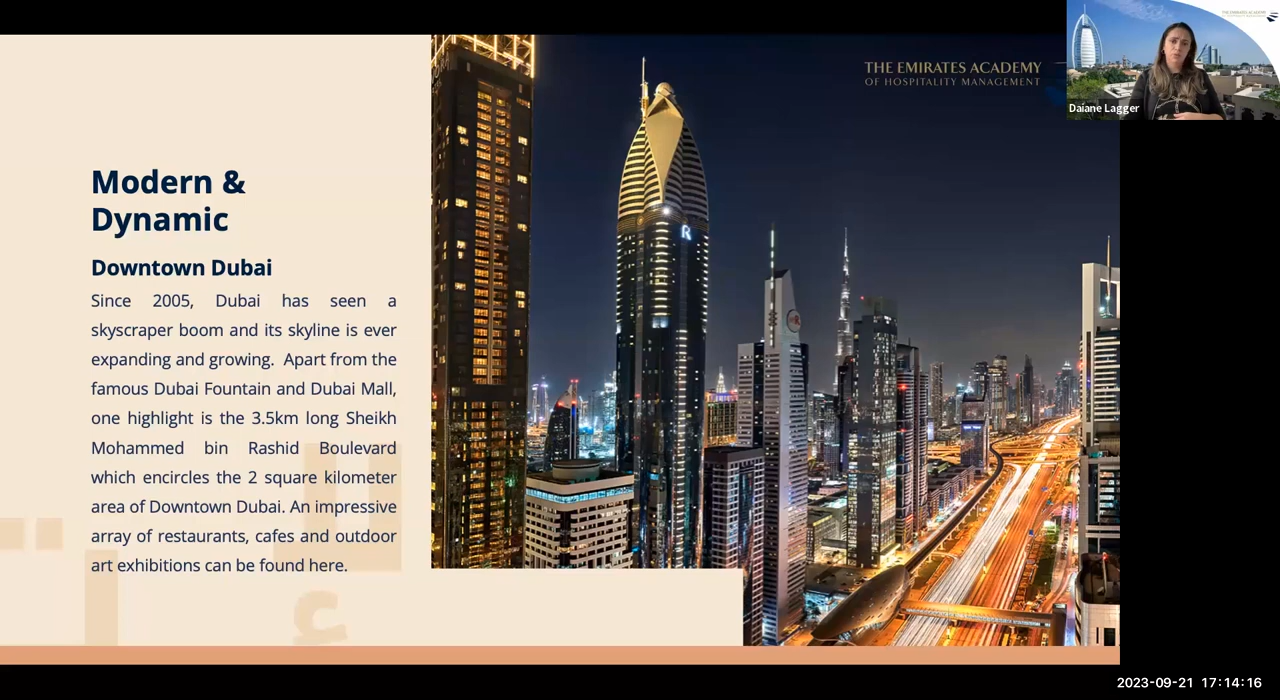 Modern &
Dynamic
Downtown Dubai
Since 2005, Dubai has seen a
skyscraper boom and its skyline is ever
expanding and growing. Apart from the
famous Dubai Fountain and Dubai Mall,
one highlight is the 3.5km long Sheikh
Mohammed bin Rashid Boulevard
which encircles the 2 square kilometer
area of Downtown Dubai. An impressive
array of restaurants, cafes and outdoor
art exhibitions can be found here.
THE EMIRATES ACADEMY
OF HOSPITALITY MANAGEMENT
R
Daiane Lagger
2023-09-21 17:14:16